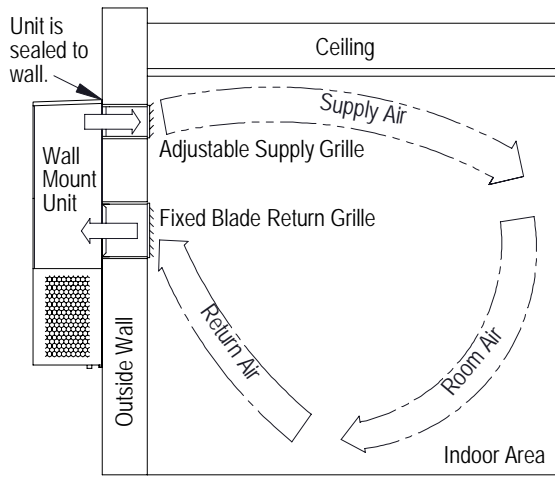 Unit is
sealed to
wall.
Ceiling
Supply Air
Adjustable Supply Grille
Wall
Mount
Unit
Fixed Blade Return Grille
Return Air
Room Air
Outside Wall
Indoor Area